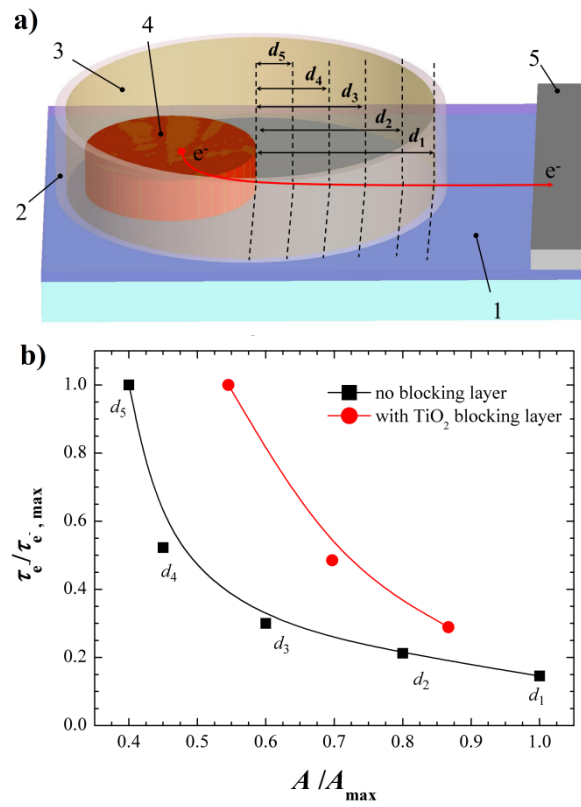 a)
4
3
5
d₅
d₄
d₃
d₂
d₁
e⁻
e⁻
2
1
b)
1.0
0.8
0.6
0.4
0.2
0.0
τₑ/τₑ, max
no blocking layer
with TiO₂ blocking layer
d₅
d₄
d₃
d₂
d₁
0.4 0.5 0.6 0.7 0.8 0.9 1.0
A/Amax